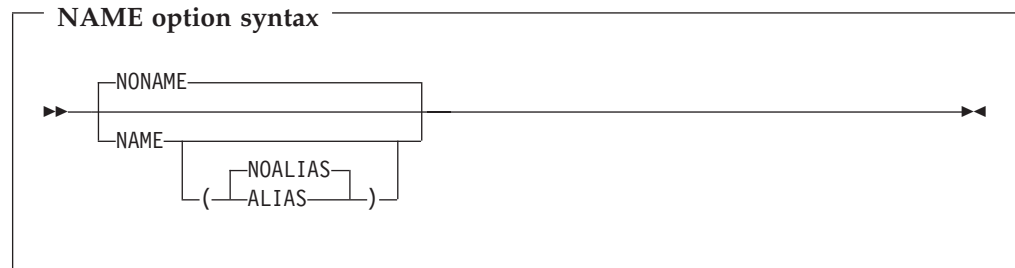 NAME option syntax
NONAME
NAME
NOALIAS
( ALIAS )